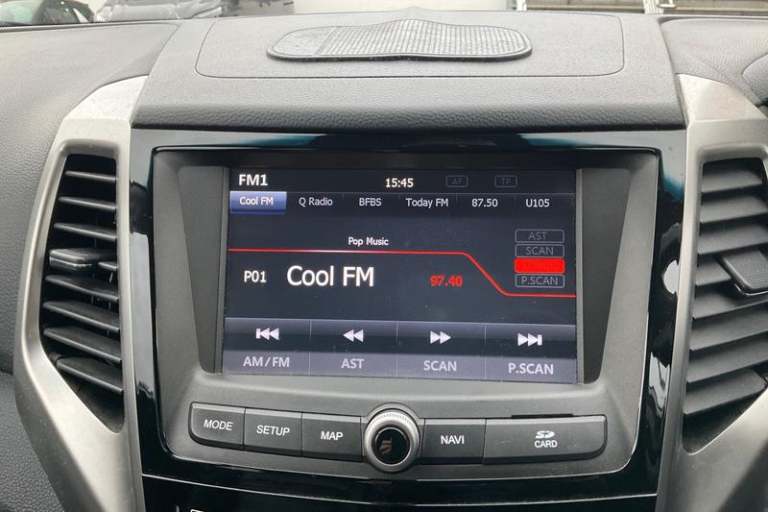 FM1 15:45 AF TP
Cool FM Q Radio BFBS Today FM 87.50 U105
Pop Music
AST
SCAN
P.SCAN
P01 Cool FM 97.40
AM/FM AST SCAN P.SCAN
MODE SETUP MAP NAVI SD CARD